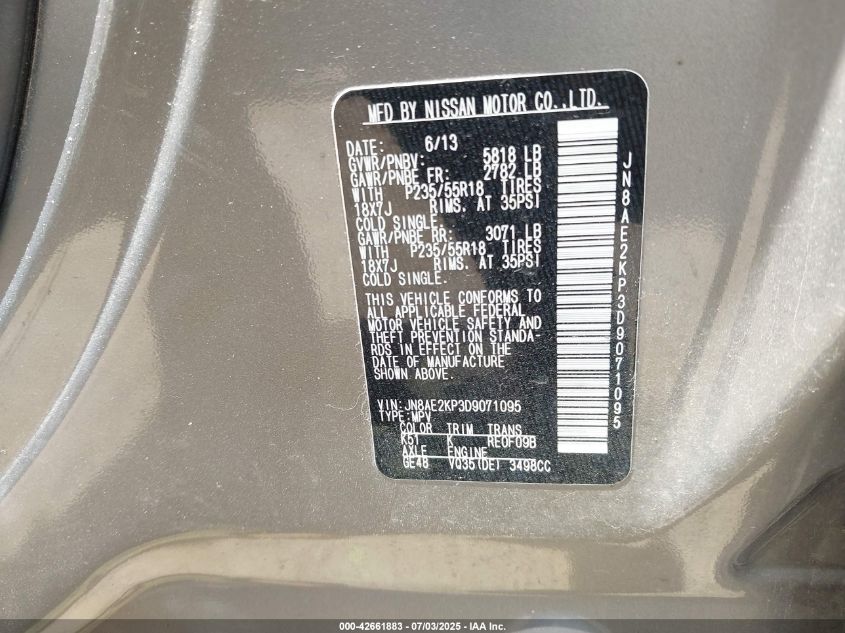 MFD BY NISSAN MOTOR CO.,LTD.
DATE: 6/13
GVWR/PNBV: 5818 LB
GAWR/PNBE FR: 2782 LB
WITH P235/55R18 TIRES
18X7J RIMS, AT 35PSI
COLD SINGLE.
GAWR/PNBE RR: 3071 LB
WITH P235/55R18 TIRES
18X7J RIMS, AT 35PSI
COLD SINGLE.
THIS VEHICLE CONFORMS TO
ALL APPLICABLE FEDERAL
MOTOR VEHICLE SAFETY AND
THEFT PREVENTION STANDA-
RDS IN EFFECT ON THE
DATE OF MANUFACTURE
SHOWN ABOVE.
VIN: JN8AE2KP3D9071095
TYPE:MPV
COLOR TRIM TRANS
K51 K RE0F09B
AXLE ENGINE
GE48 VQ35(DE) 3498CC
JN8AE2KP3D9071095
000-42661883 / 07/03/2025 - IAA Inc.